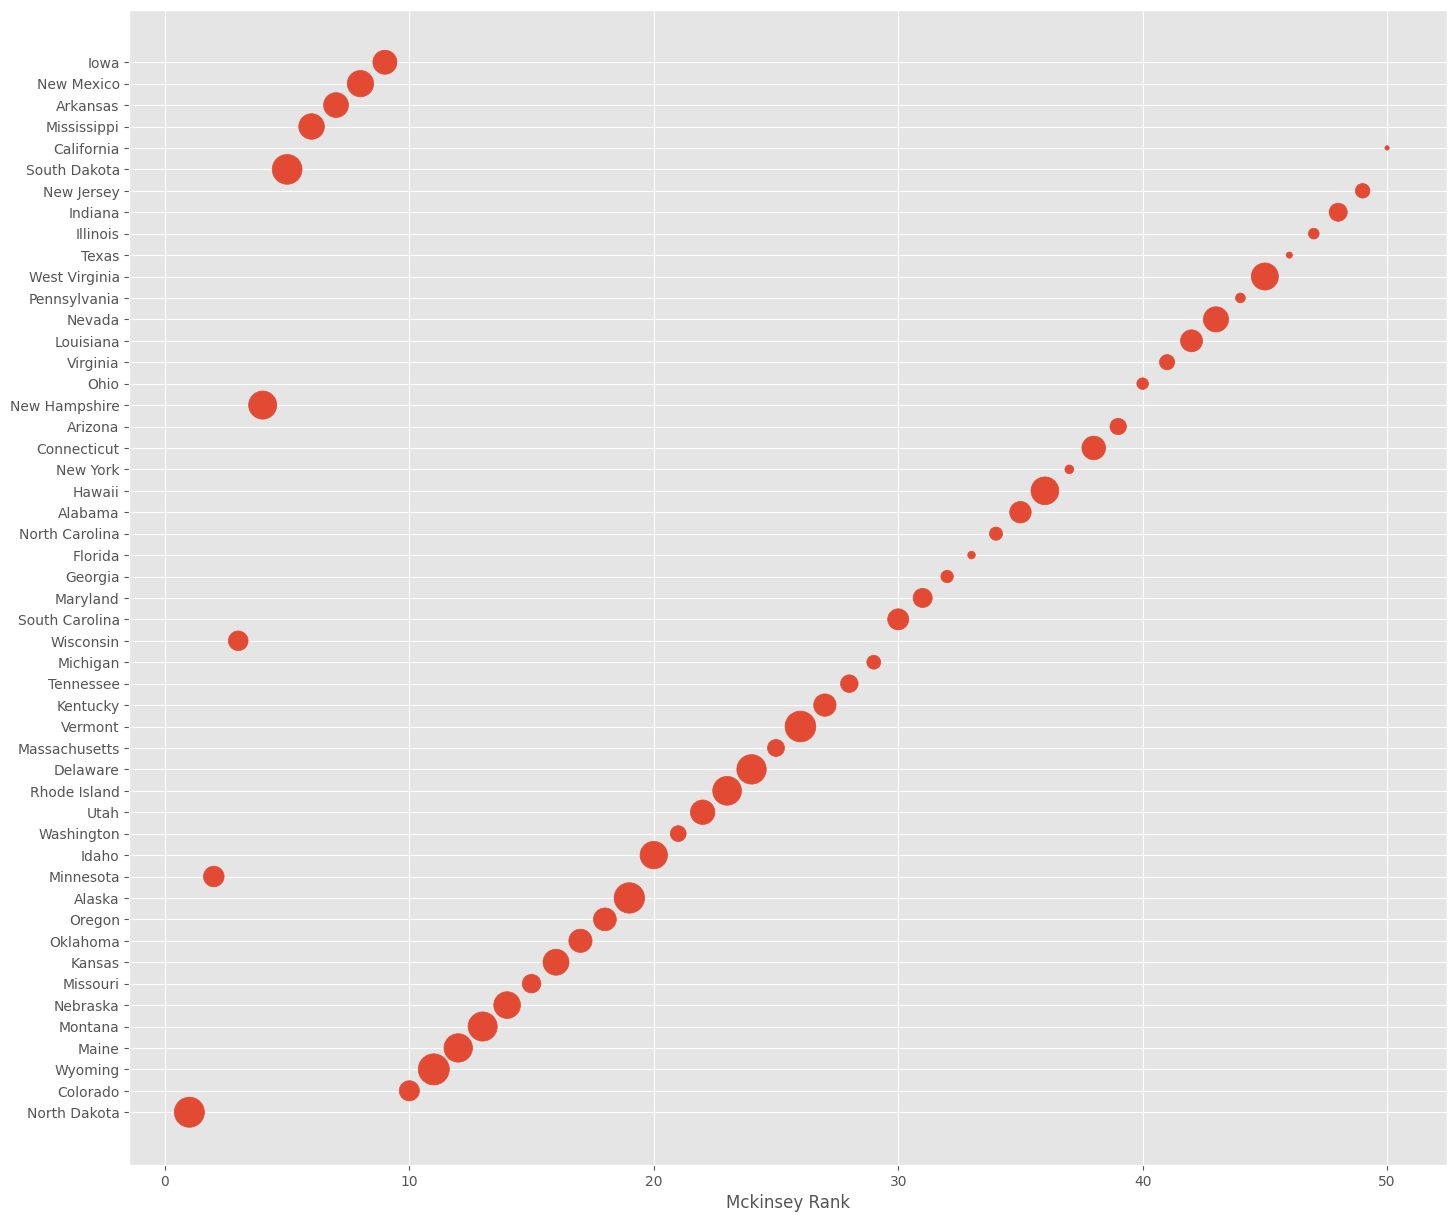 Iowa
New Mexico
Arkansas
Mississippi
California
South Dakota
New Jersey
Indiana
Illinois
Texas
West Virginia
Pennsylvania
Nevada
Louisiana
Virginia
Ohio
New Hampshire
Arizona
Connecticut
New York
Hawaii
Alabama
North Carolina
Florida
Georgia
Maryland
South Carolina
Wisconsin
Michigan
Tennessee
Kentucky
Vermont
Massachusetts
Delaware
Rhode Island
Utah
Washington
Idaho
Minnesota
Alaska
Oregon
Oklahoma
Kansas
Missouri
Nebraska
Montana
Maine
Wyoming
Colorado
North Dakota
0 10 20 30 40 50
Mckinsey Rank